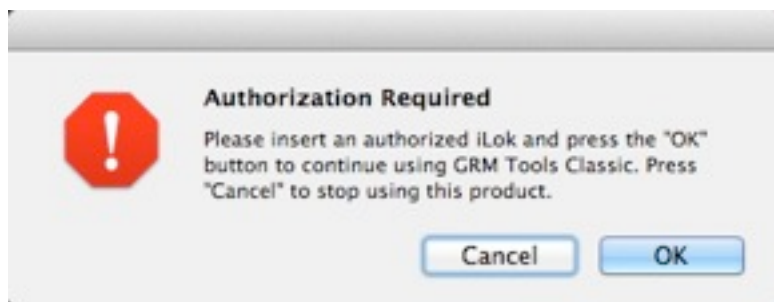 Authorization Required
Please insert an authorized iLok and press the "OK"
button to continue using GRM Tools Classic. Press
"Cancel" to stop using this product.
Cancel OK